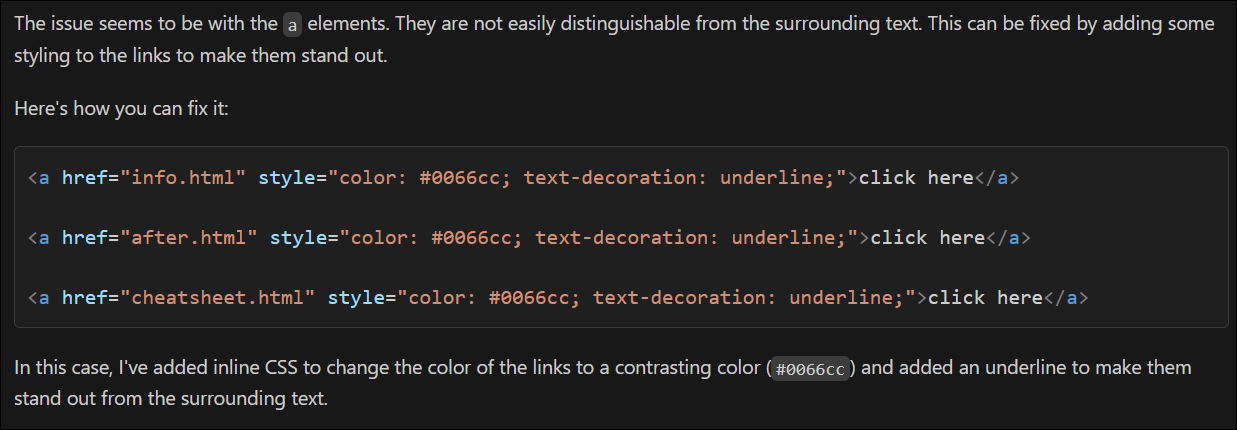 The issue seems to be with the a elements. They are not easily distinguishable from the surrounding text. This can be fixed by adding some
styling to the links to make them stand out.
Here's how you can fix it:
<a href="info.html" style="color: #0066cc; text-decoration: underline;">click here</a>
<a href="after.html" style="color: #0066cc; text-decoration: underline;">click here</a>
<a href="cheatsheet.html" style="color: #0066cc; text-decoration: underline;">click here</a>
In this case, I've added inline CSS to change the color of the links to a contrasting color (#0066cc) and added an underline to make them
stand out from the surrounding text.